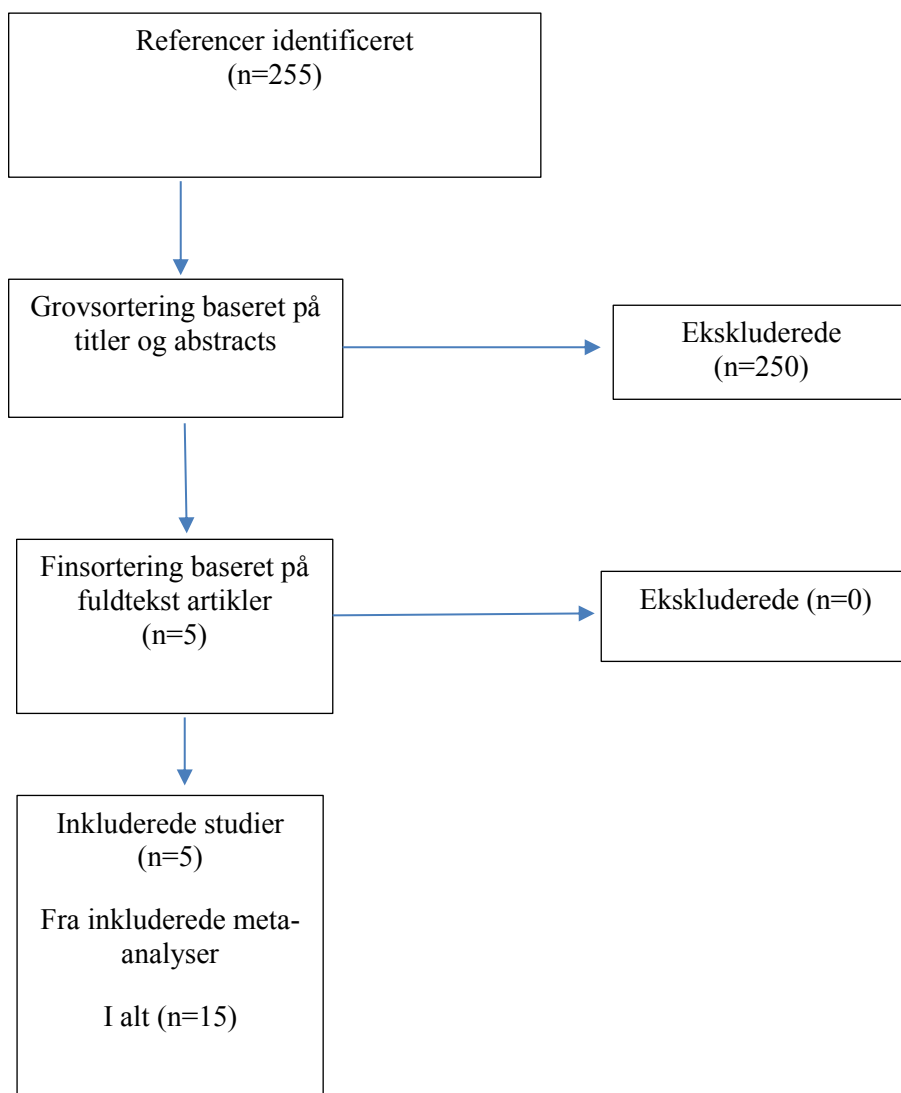 Referencer identificeret
(n=255)
Grovsortering baseret på
titler og abstracts
Ekskluderede
(n=250)
Finsortering baseret på
fuldtekst artikler
(n=5)
Ekskluderede (n=0)
Inkluderede studier
(n=5)
Fra inkluderede meta-
analyser
I alt (n=15)